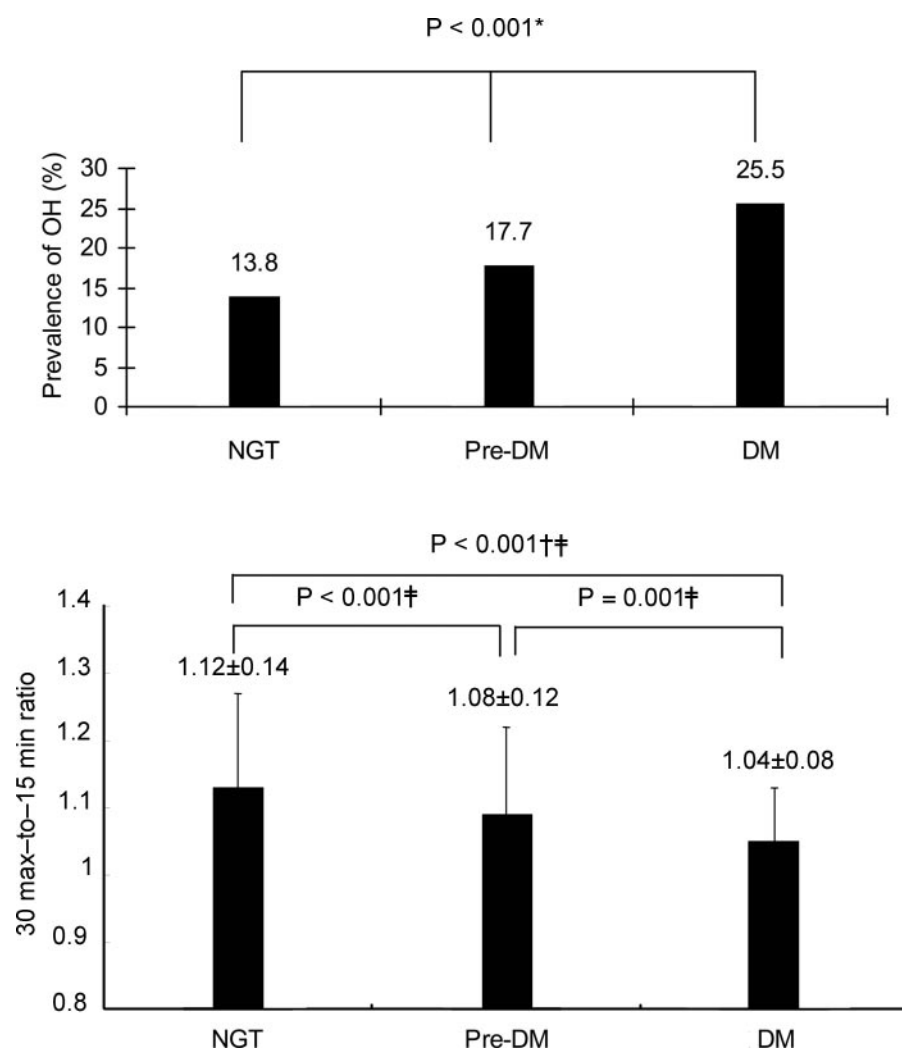 P < 0.001*
Prevalence of OH (%)
30
25
20
15
10
5
0
13.8
17.7
25.5
NGT Pre-DM DM
P < 0.001†‡
P < 0.001‡ P = 0.001‡
30 max–to–15 min ratio
1.4
1.3
1.2
1.1
1
0.9
0.8
1.12±0.14
1.08±0.12
1.04±0.08
NGT Pre-DM DM